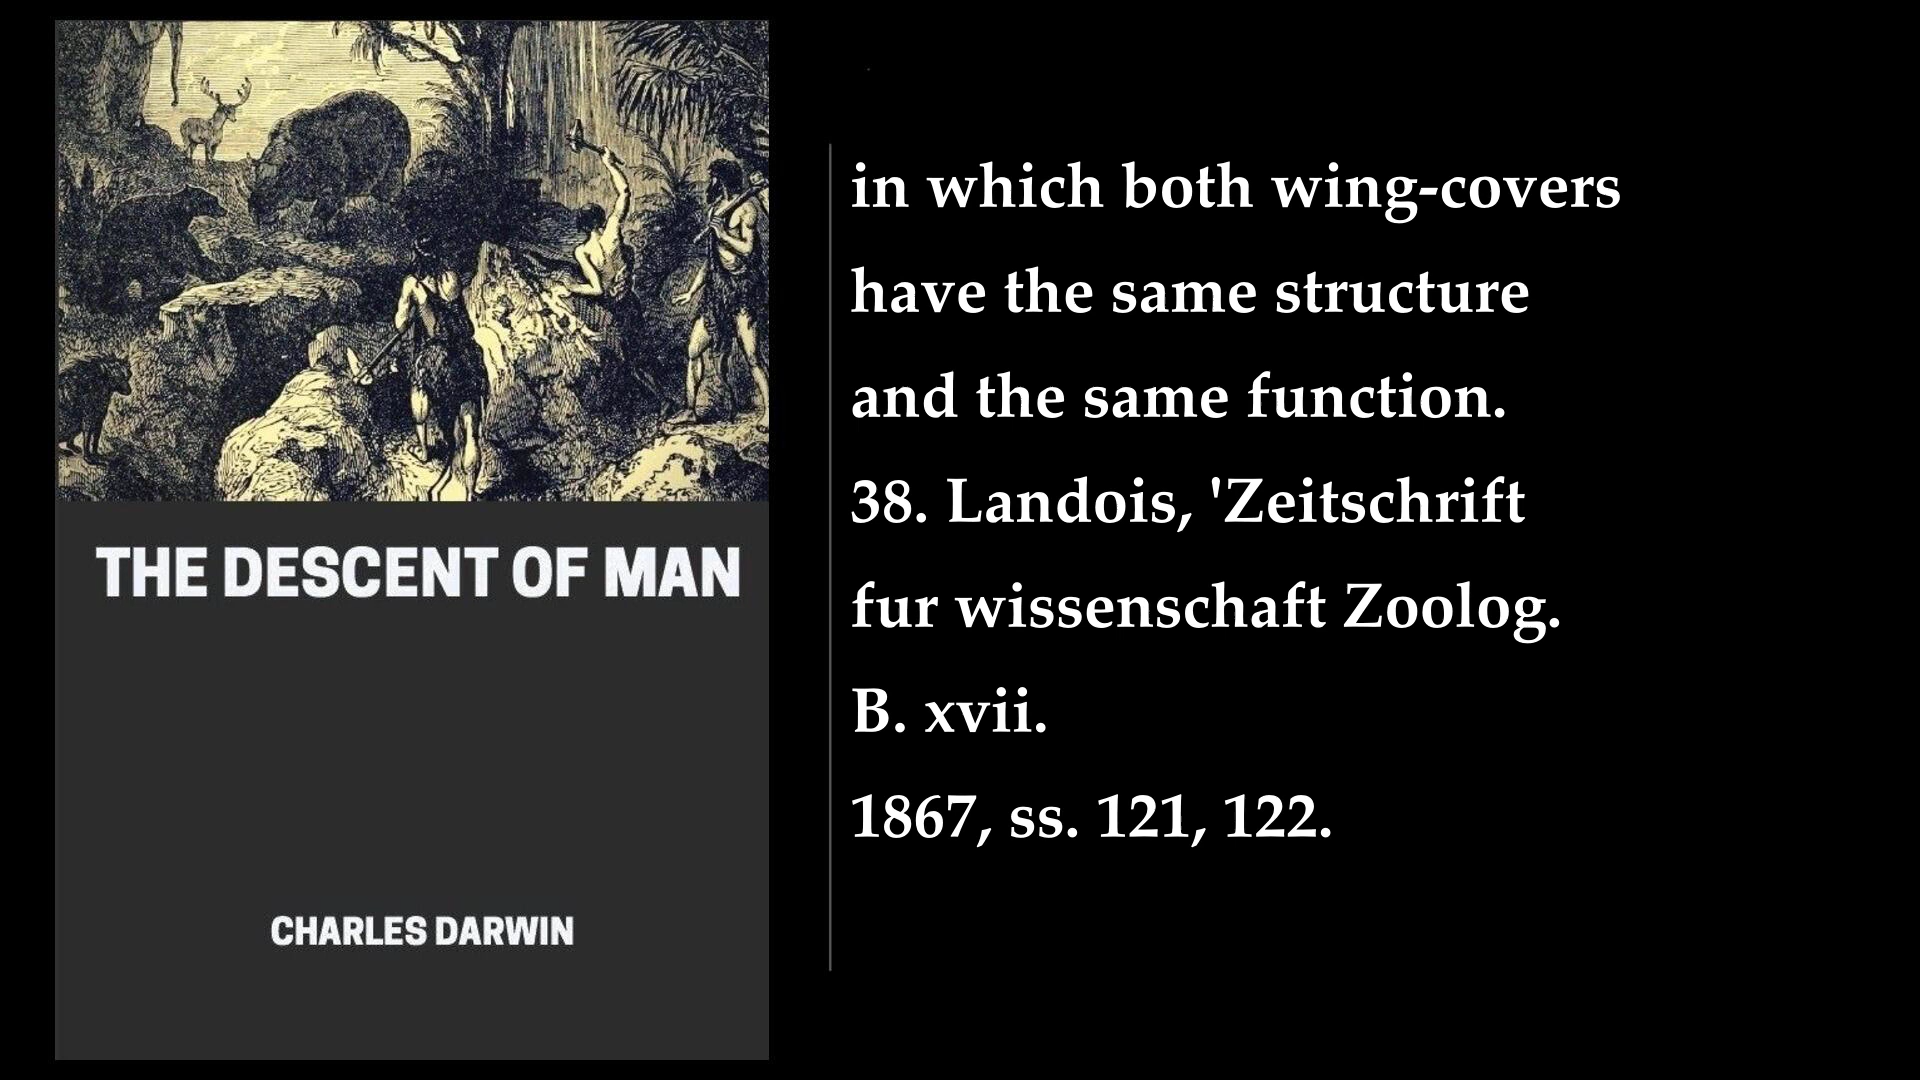 THE DESCENT OF MAN
CHARLES DARWIN
in which both wing-covers
have the same structure
and the same function.
38. Landois, 'Zeitschrift
fur wissenschaft Zoolog.
B. xvii.
1867, ss. 121, 122.